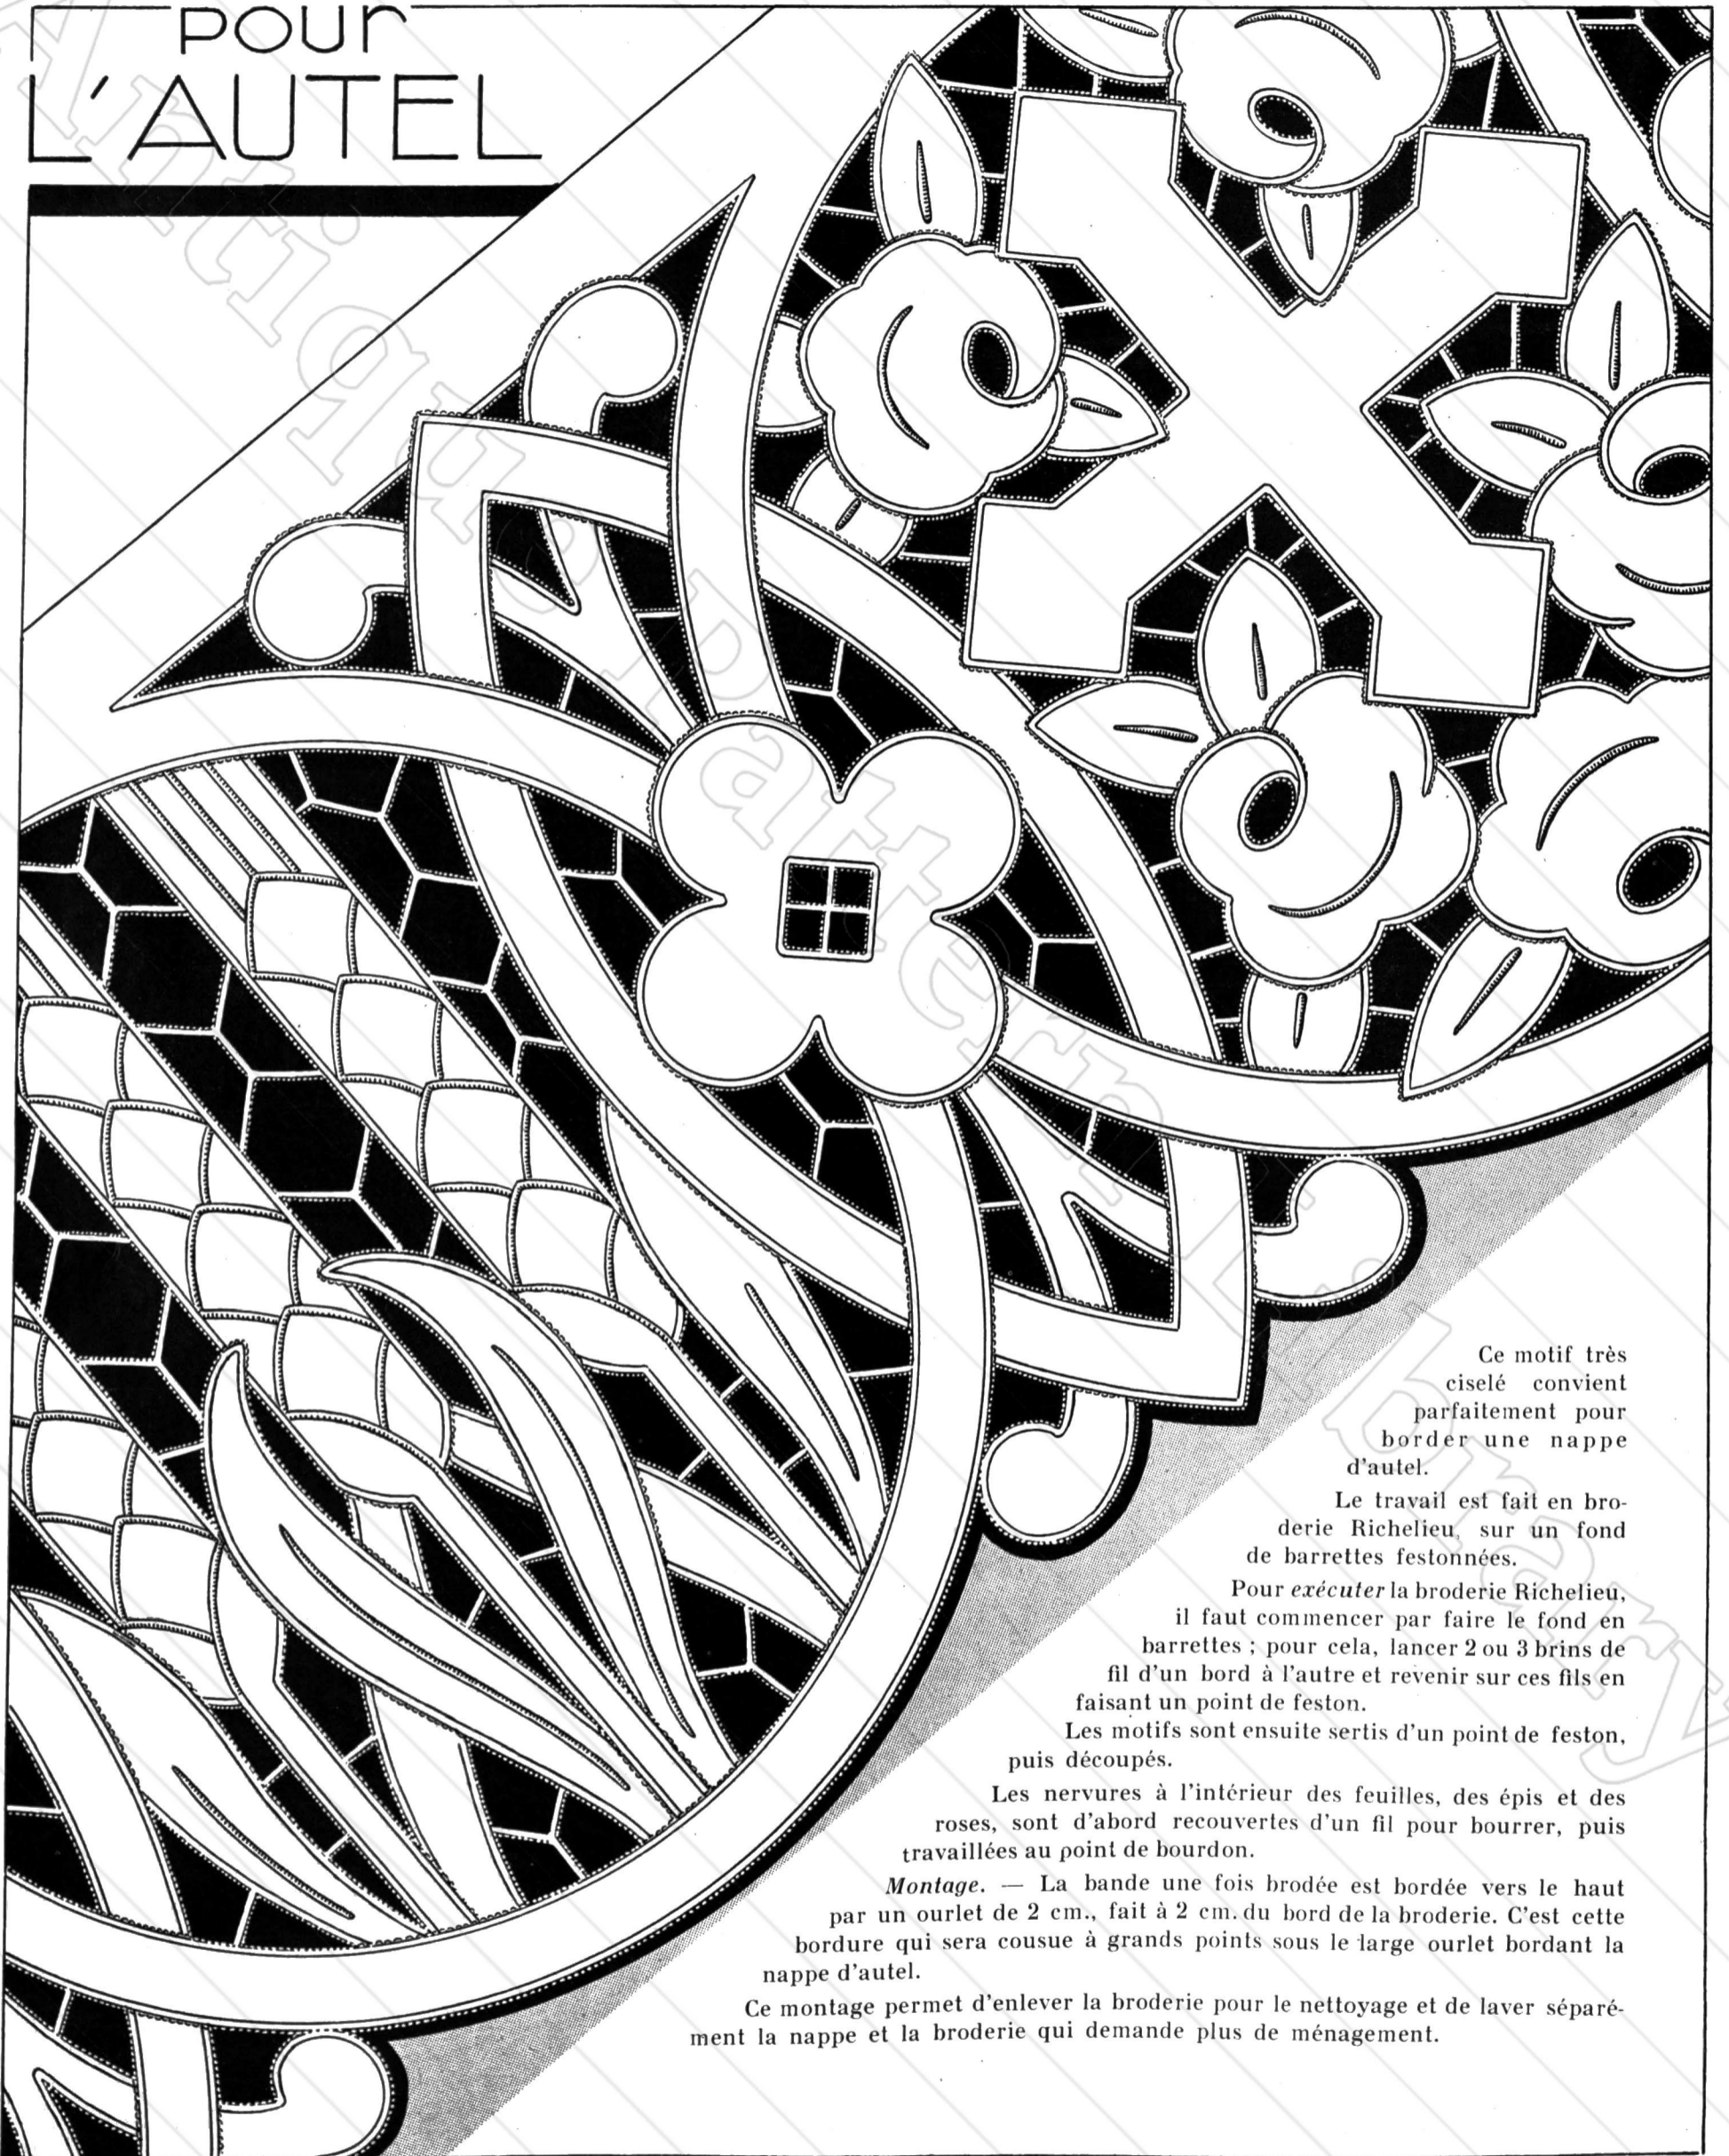 POUr
L'AUTEL
Ce motif très
ciselé convient
parfaitement pour
border une nappe
d'autel.
Le travail est fait en bro-
derie Richelieu, sur un fond
de barrettes festonnées.
Pour exécuter la broderie Richelieu,
il faut commencer par faire le fond en
barrettes ; pour cela, lancer 2 ou 3 brins de
fil d'un bord à l'autre et revenir sur ces fils en
faisant un point de feston.
Les motifs sont ensuite sertis d'un point de feston,
puis découpés.
Les nervures à l'intérieur des feuilles, des épis et des
roses, sont d'abord recouvertes d'un fil pour bourrer, puis
travaillées au point de bourdon.
Montage. — La bande une fois brodée est bordée vers le haut
par un ourlet de 2 cm., fait à 2 cm. du bord de la broderie. C'est cette
bordure qui sera cousue à grands points sous le large ourlet bordant la
nappe d'autel.
Ce montage permet d'enlever la broderie pour le nettoyage et de laver séparé-
ment la nappe et la broderie qui demande plus de ménagement.
Antique Pattern Library